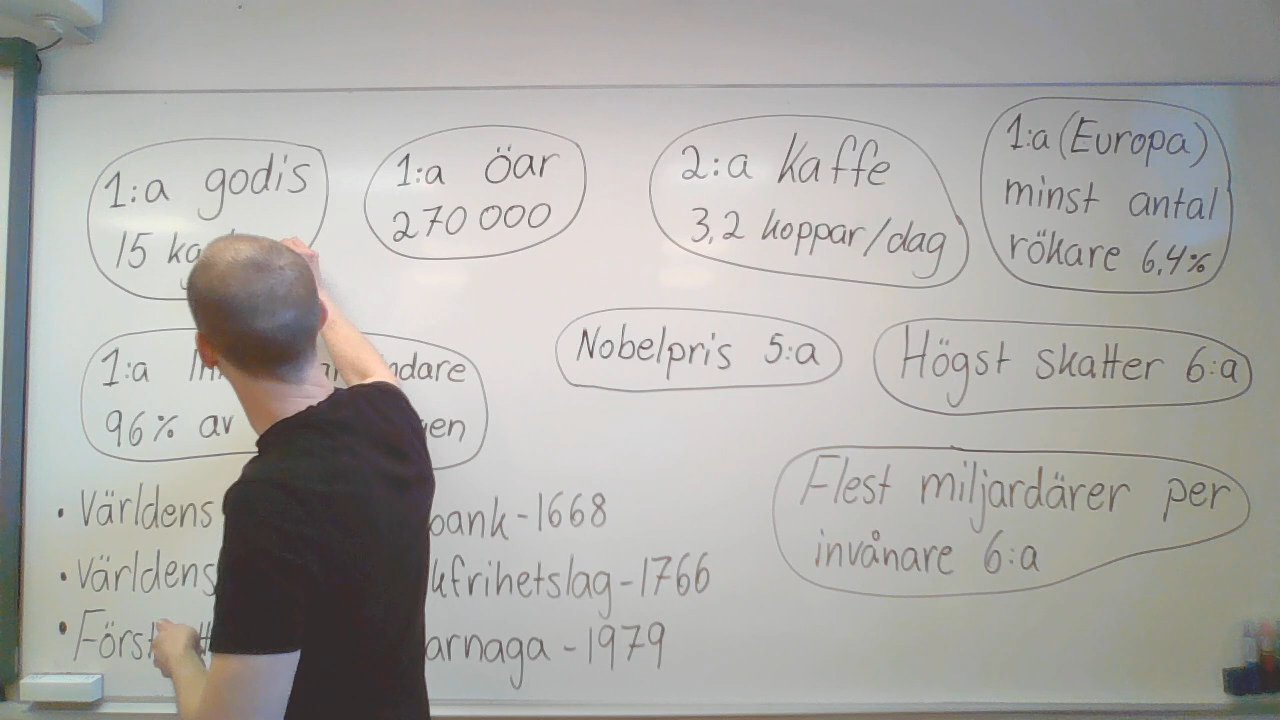 1:a godis
15 kg
1:a öar
270 000
2:a kaffe
3,2 koppar/dag
1:a (Europa)
minst antal
rökare 6,4%
1:a
96% av
Nobelpris 5:a
Högst skatter 6:a
Flest miljardärer per
invånare 6:a
• Världens bank-1668
• Världens kfrihetslag-1766
• Först att arnaga-1979